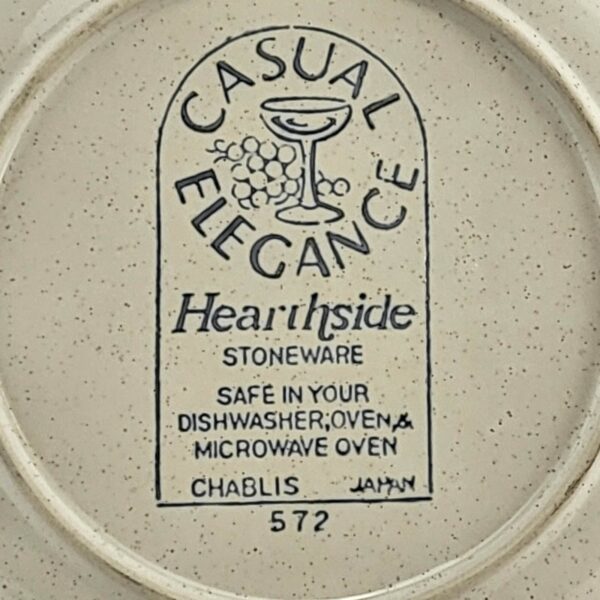 CASUAL
ELEGANCE
Hearthside
STONEWARE
SAFE IN YOUR
DISHWASHER, OVEN, &
MICROWAVE OVEN
CHABLIS JAPAN
572